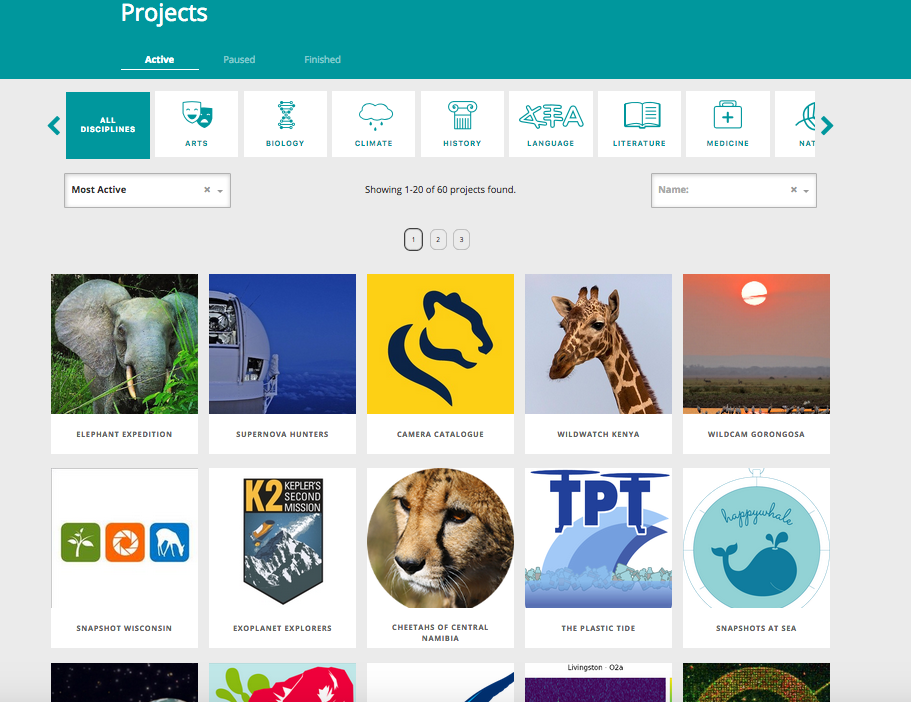 Projects
Active Paused Finished
ALL
DISCIPLINES
ARTS BIOLOGY CLIMATE HISTORY LANGUAGE LITERATURE MEDICINE NAT
Most Active
Showing 1-20 of 60 projects found.
Name:
1 2 3
ELEPHANT EXPEDITION SUPERNOVA HUNTERS CAMERA CATALOGUE WILDWATCH KENYA WILDCAM GORONGOSA
K2 KEPLER'S
SECOND
MISSION
TPT
happywhale
SNAPSHOT WISCONSIN EXOPLANET EXPLORERS CHEETAHS OF CENTRAL
NAMIBIA
THE PLASTIC TIDE SNAPSHOTS AT SEA
Livingston - O2a